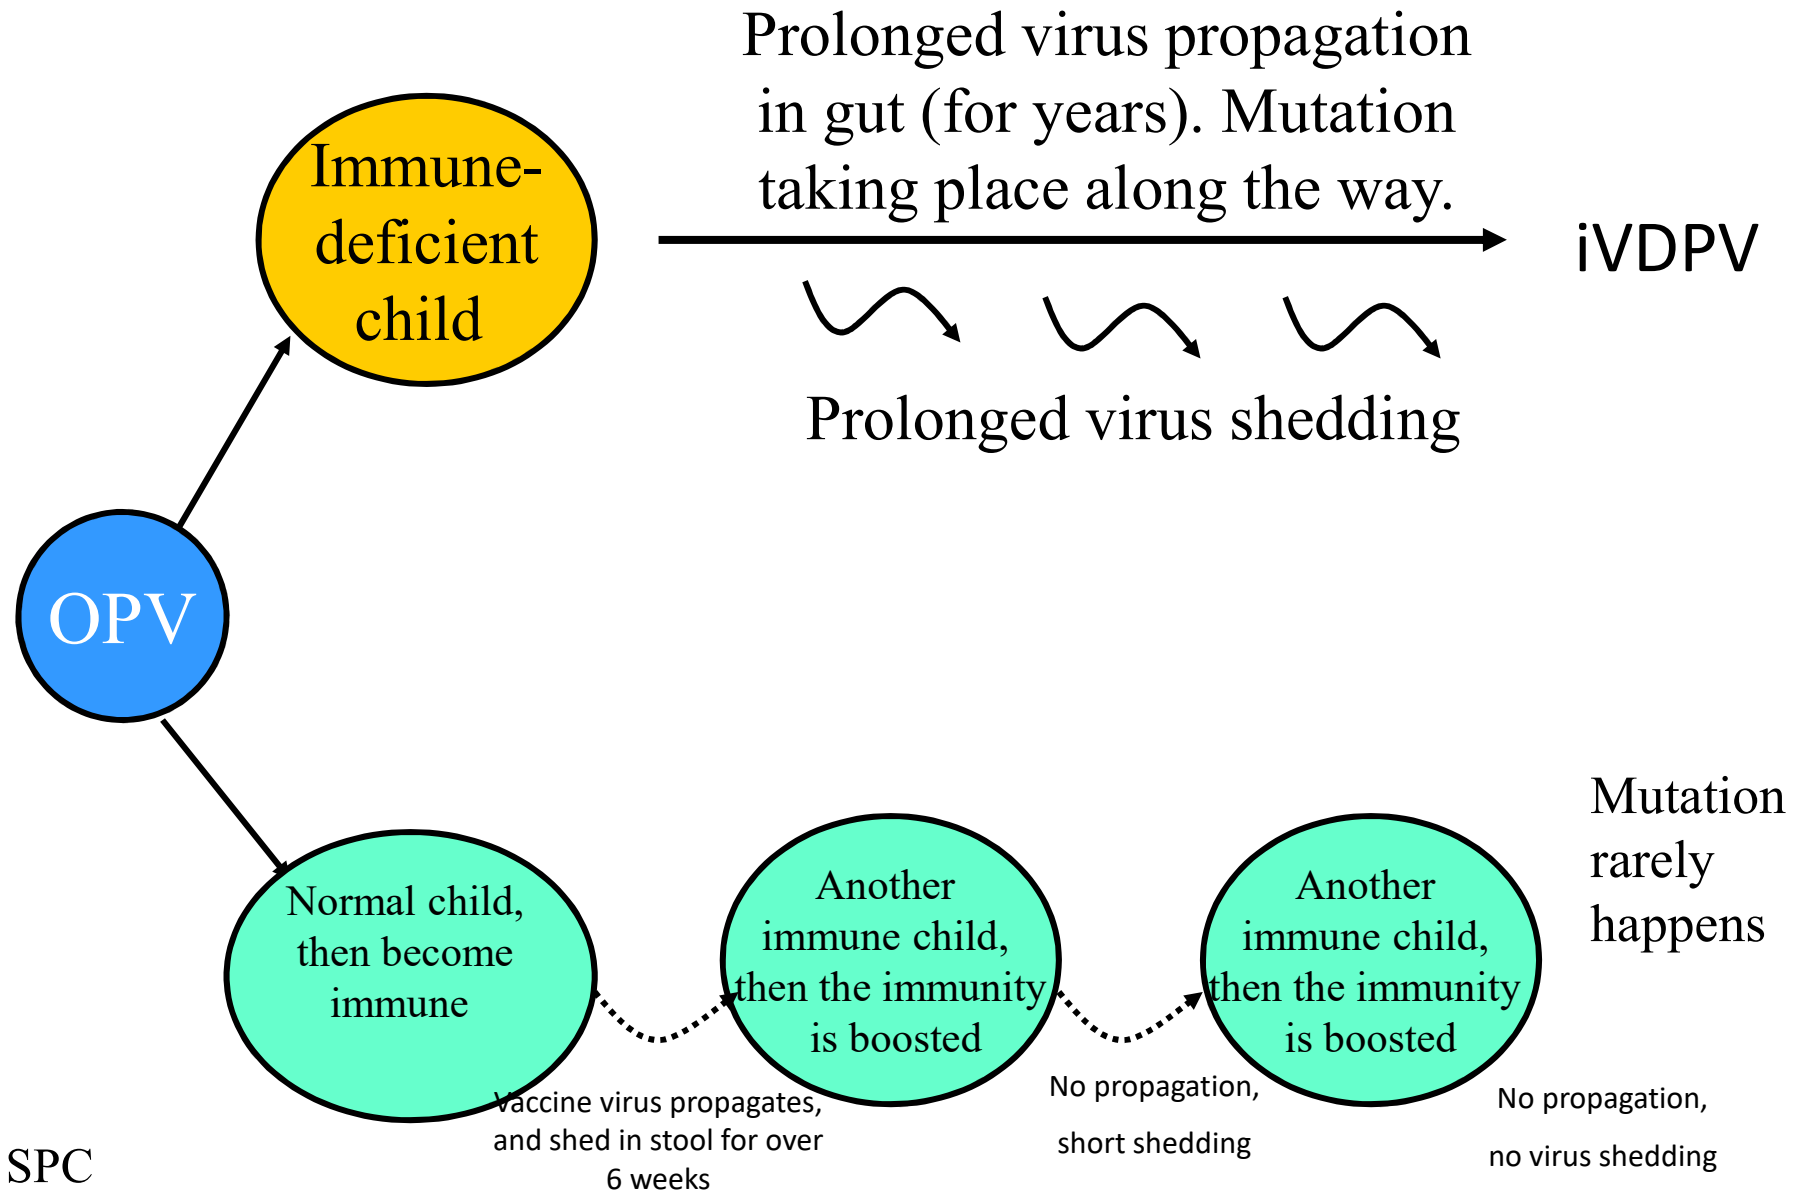 Prolonged virus propagation
in gut (for years). Mutation
taking place along the way.
Immune-
deficient
child
iVDPV
Prolonged virus shedding
OPV
Normal child,
then become
immune
Another
immune child,
then the immunity
is boosted
Another
immune child,
then the immunity
is boosted
Mutation
rarely
happens
Vaccine virus propagates,
and shed in stool for over
6 weeks
No propagation,
short shedding
No propagation,
no virus shedding
SPC